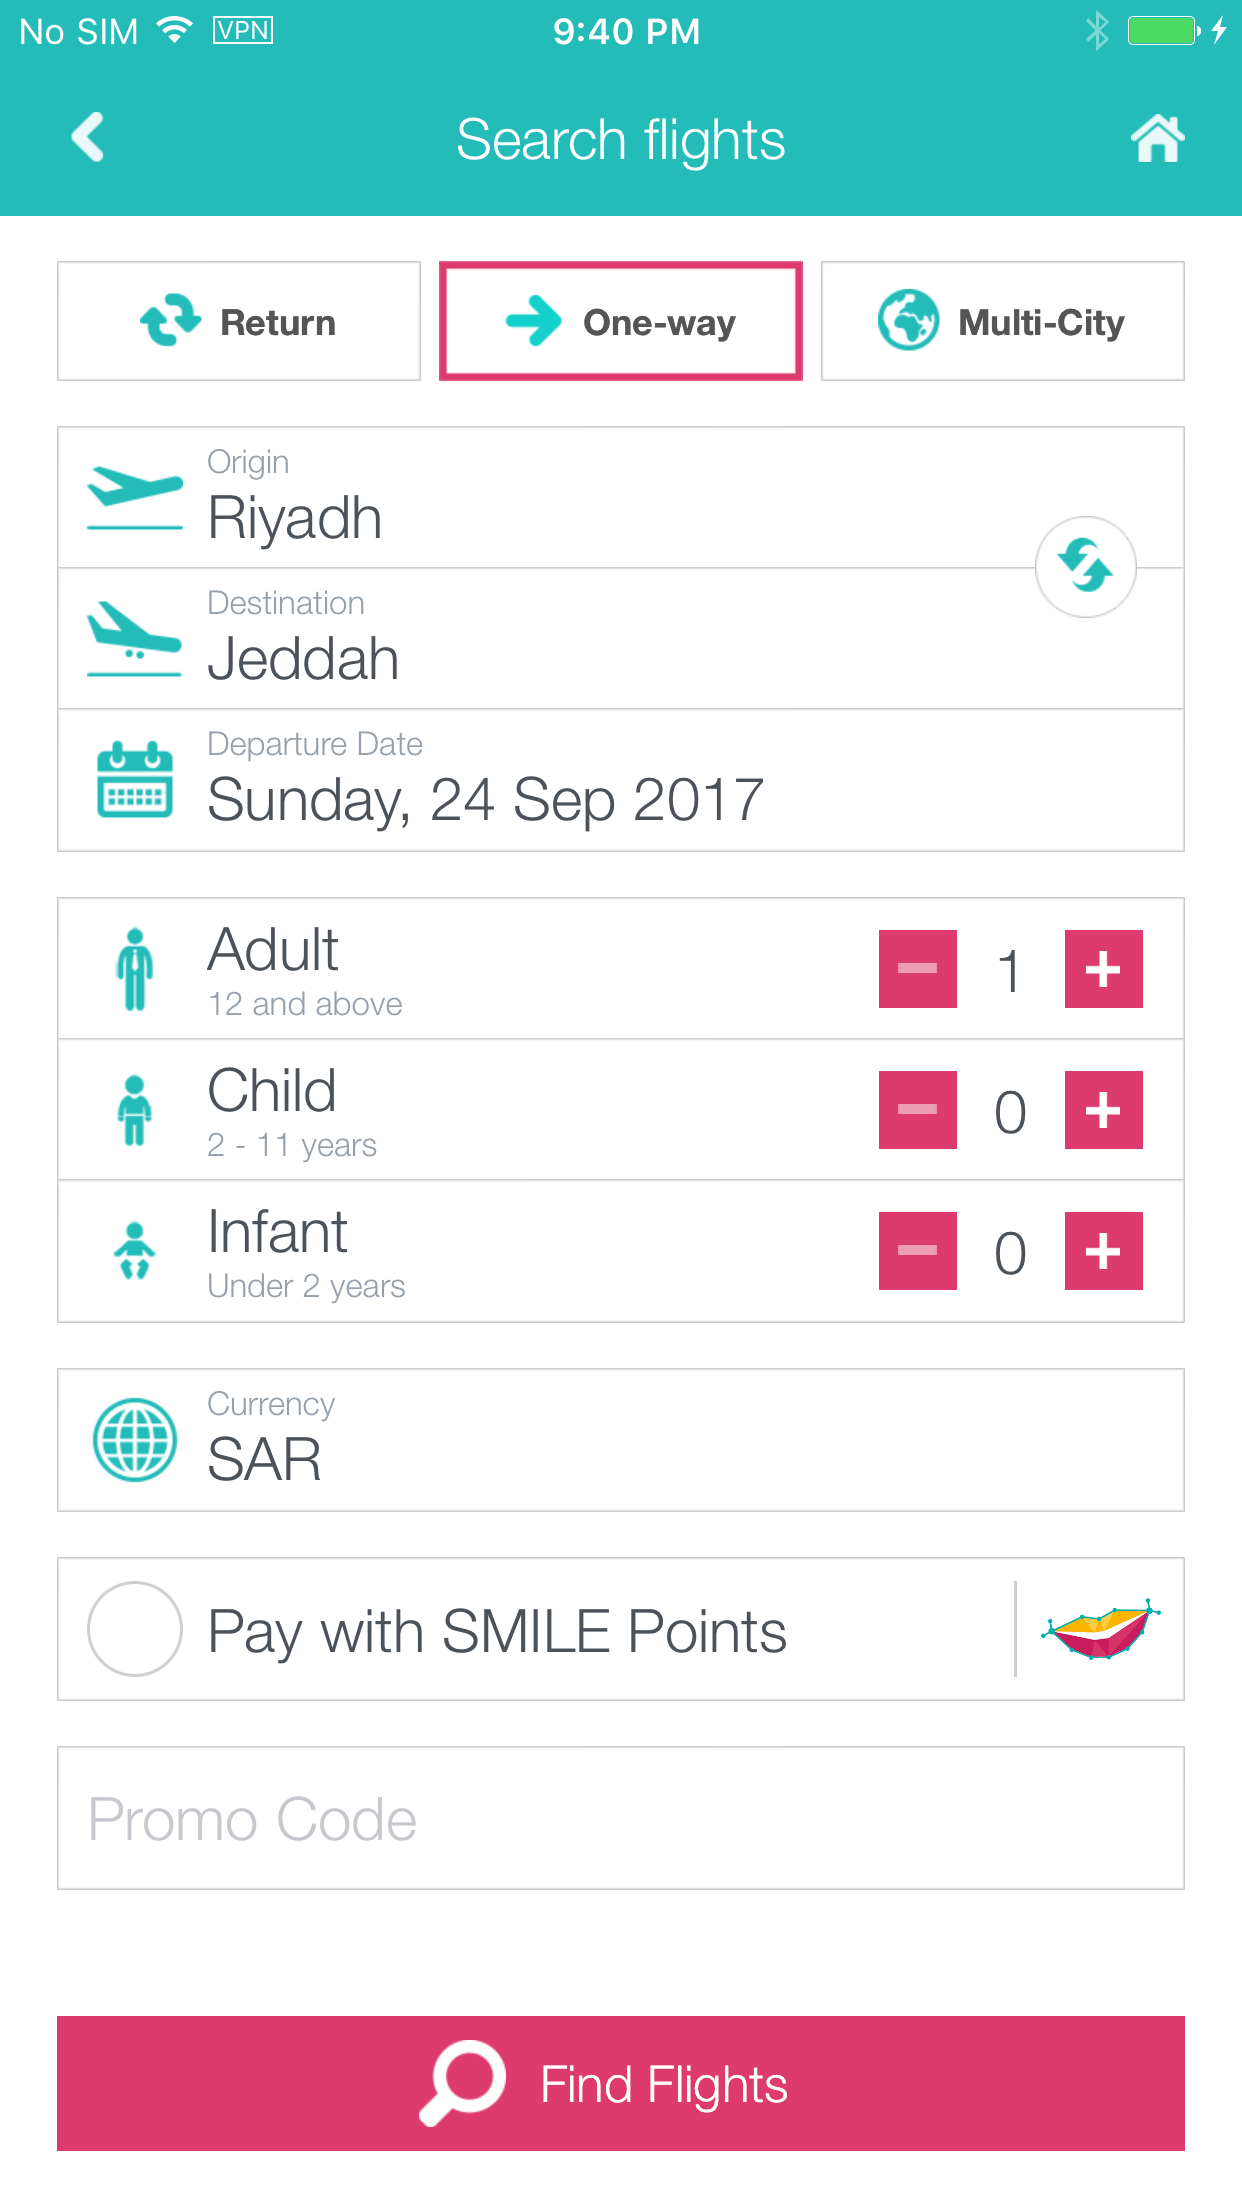 No SIM VPN 9:40 PM
Search flights
Return One-way Multi-City
Origin
Riyadh
Destination
Jeddah
Departure Date
Sunday, 24 Sep 2017
Adult
12 and above
1
Child
2 - 11 years
0
Infant
Under 2 years
0
Currency
SAR
Pay with SMILE Points
Promo Code
Find Flights